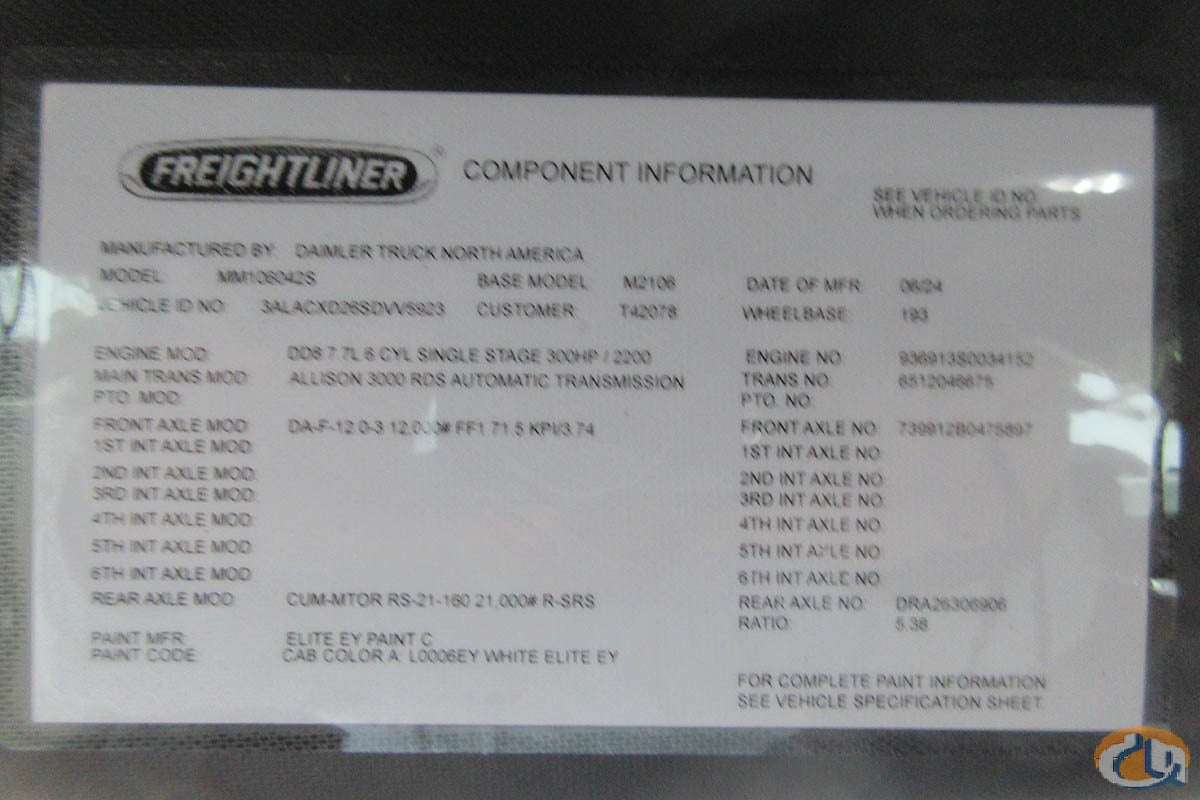 FREIGHTLINER COMPONENT INFORMATION
SEE VEHICLE ID NO.
WHEN ORDERING PARTS
MANUFACTURED BY: DAIMLER TRUCK NORTH AMERICA
MODEL: MM106042S BASE MODEL: M2106 DATE OF MFR: 06/24
VEHICLE ID NO: 3ALACXD26SDVV5923 CUSTOMER: T42078 WHEELBASE: 193
ENGINE MOD: DD8 7.7L 6 CYL SINGLE STAGE 300HP / 2200 ENGINE NO: 936913S0034152
MAIN TRANS MOD: ALLISON 3000 RDS AUTOMATIC TRANSMISSION TRANS NO: 6512046675
PTO. MOD: PTO. NO:
FRONT AXLE MOD: DA-F-12.0-3 12,000# FF1 71.5 KPI/3.74 FRONT AXLE NO: 739912B0475897
1ST INT AXLE MOD: 1ST INT AXLE NO:
2ND INT AXLE MOD: 2ND INT AXLE NO:
3RD INT AXLE MOD: 3RD INT AXLE NO:
4TH INT AXLE MOD: 4TH INT AXLE NO:
5TH INT AXLE MOD: 5TH INT AXLE NO:
6TH INT AXLE MOD: 6TH INT AXLE NO:
REAR AXLE MOD: CUM-MTOR RS-21-160 21,000# R-SRS REAR AXLE NO: DRA26306906
RATIO: 5.38
PAINT MFR: ELITE EY PAINT C
PAINT CODE: CAB COLOR A: L0006EY WHITE ELITE EY
FOR COMPLETE PAINT INFORMATION
SEE VEHICLE SPECIFICATION SHEET.